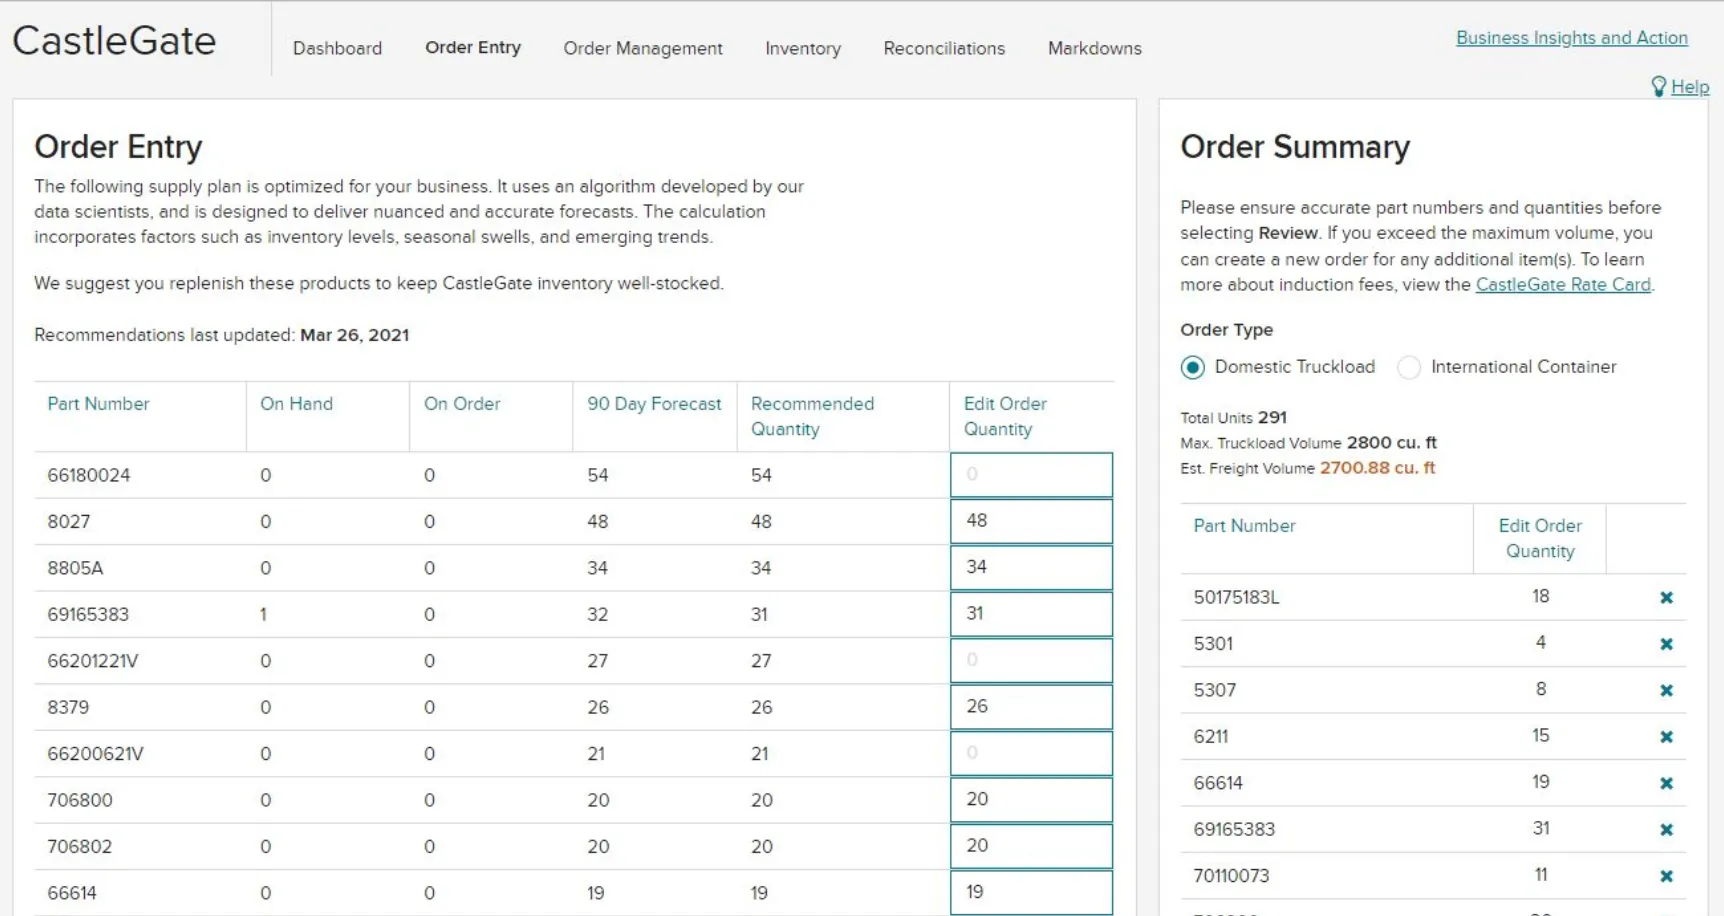 CastleGate
Dashboard
Order Entry
Order Management
Inventory
Reconciliations
Markdowns
Business Insights and Action
Help
Order Entry
The following supply plan is optimized for your business. It uses an algorithm developed by our
data scientists, and is designed to deliver nuanced and accurate forecasts. The calculation
incorporates factors such as inventory levels, seasonal swells, and emerging trends.
We suggest you replenish these products to keep CastleGate inventory well-stocked.
Recommendations last updated: Mar 26, 2021
Part Number On Hand On Order 90 Day Forecast Recommended Quantity Edit Order Quantity
66180024 0 0 54 54 0
8027 0 0 48 48 48
8805A 0 0 34 34 34
69165383 1 0 32 31 31
66201221V 0 0 27 27 0
8379 0 0 26 26 26
66200621V 0 0 21 21 0
706800 0 0 20 20 20
706802 0 0 20 20 20
66614 0 0 19 19 19
Order Summary
Please ensure accurate part numbers and quantities before
selecting Review. If you exceed the maximum volume, you
can create a new order for any additional item(s). To learn
more about induction fees, view the CastleGate Rate Card.
Order Type
Domestic Truckload International Container
Total Units 291
Max. Truckload Volume 2800 cu. ft
Est. Freight Volume 2700.88 cu. ft
Part Number Edit Order Quantity
50175183L 18
5301 4
5307 8
6211 15
66614 19
69165383 31
70110073 11